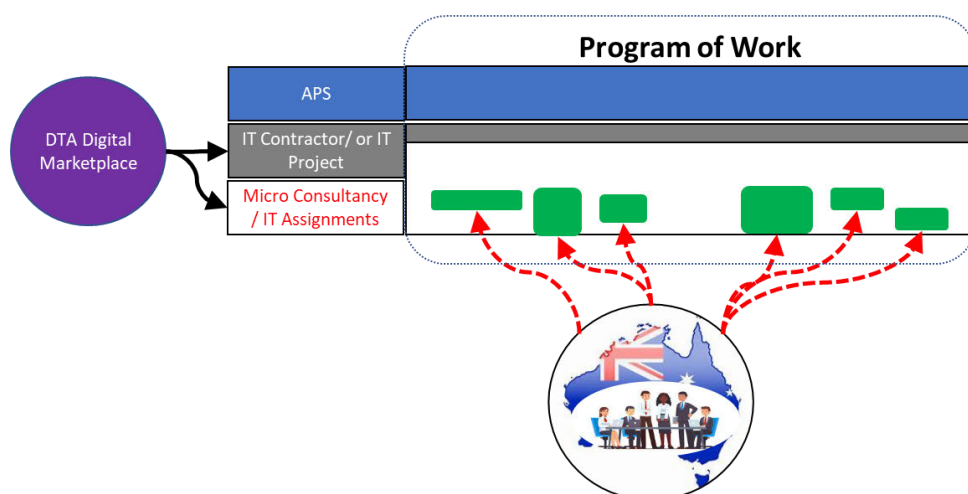 Program of Work
APS
DTA Digital
Marketplace
IT Contractor/ or IT
Project
Micro Consultancy
/ IT Assignments